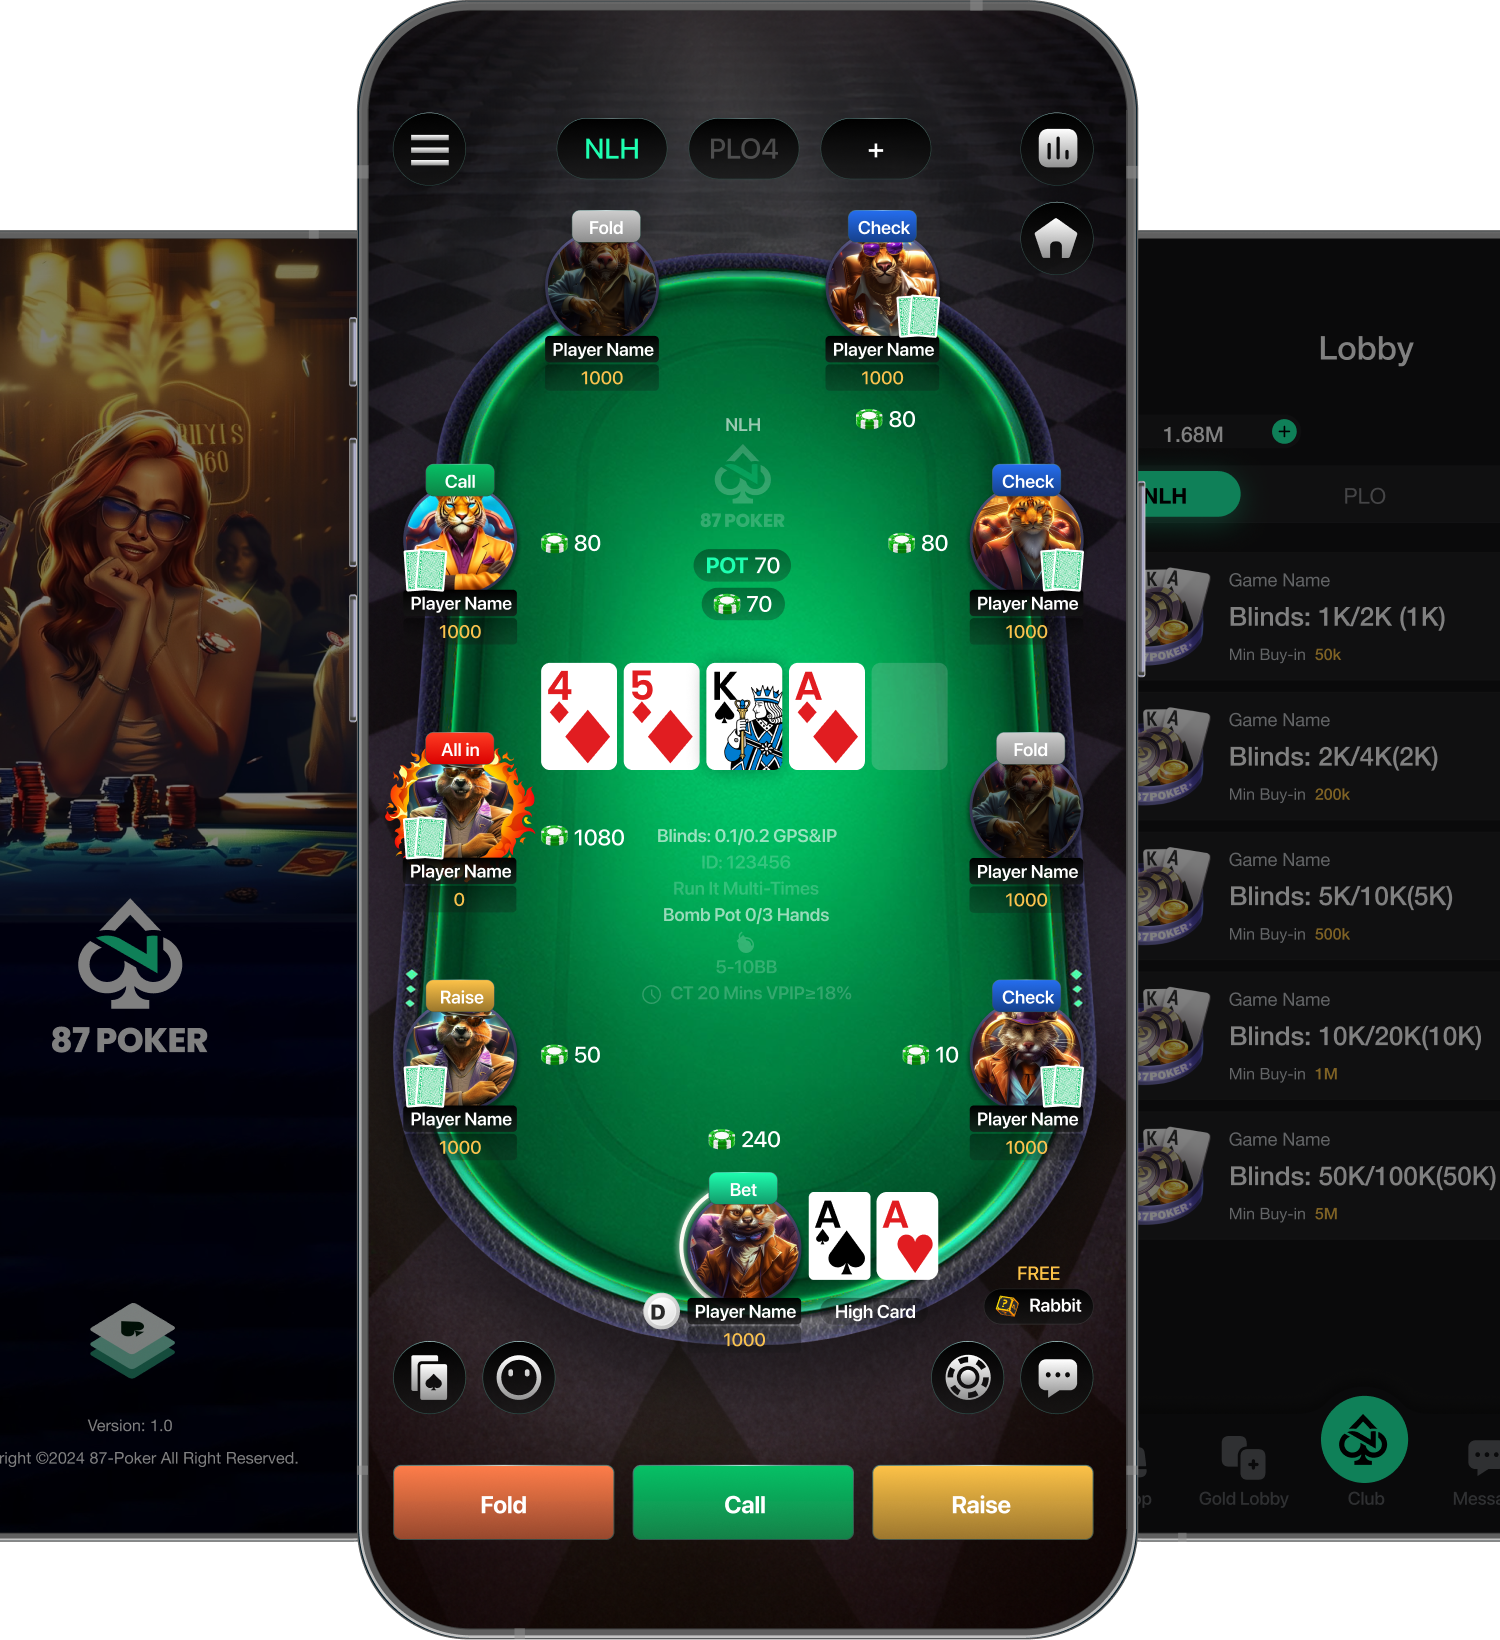 NLH
PLO4
+
Fold
Check
Player Name
1000
Player Name
1000
80
NLH
87 POKER
POT 70
70
Call
80
Player Name
1000
Check
80
Player Name
1000
4
5
K
A
All in
1080
Player Name
0
Fold
Player Name
1000
Blinds: 0.1/0.2 GPS&IP
ID: 123456
Run It Multi-Times
Bomb Pot 0/3 Hands
5-10BB
CT 20 Mins VPIP≥18%
Raise
50
Player Name
1000
Check
10
Player Name
1000
240
Bet
A
A
D
Player Name
1000
High Card
FREE
Rabbit
Fold
Call
Raise
87 POKER
Version: 1.0
right ©2024 87-Poker All Right Reserved.
Lobby
1.68M
+
NLH
PLO
K A
87POKER
Game Name
Blinds: 1K/2K (1K)
Min Buy-in 50k
K A
87POKER
Game Name
Blinds: 2K/4K(2K)
Min Buy-in 200k
K A
87POKER
Game Name
Blinds: 5K/10K(5K)
Min Buy-in 500k
K A
87POKER
Game Name
Blinds: 10K/20K(10K)
Min Buy-in 1M
K A
87POKER
Game Name
Blinds: 50K/100K(50K)
Min Buy-in 5M
op
Gold Lobby
Club
Messa